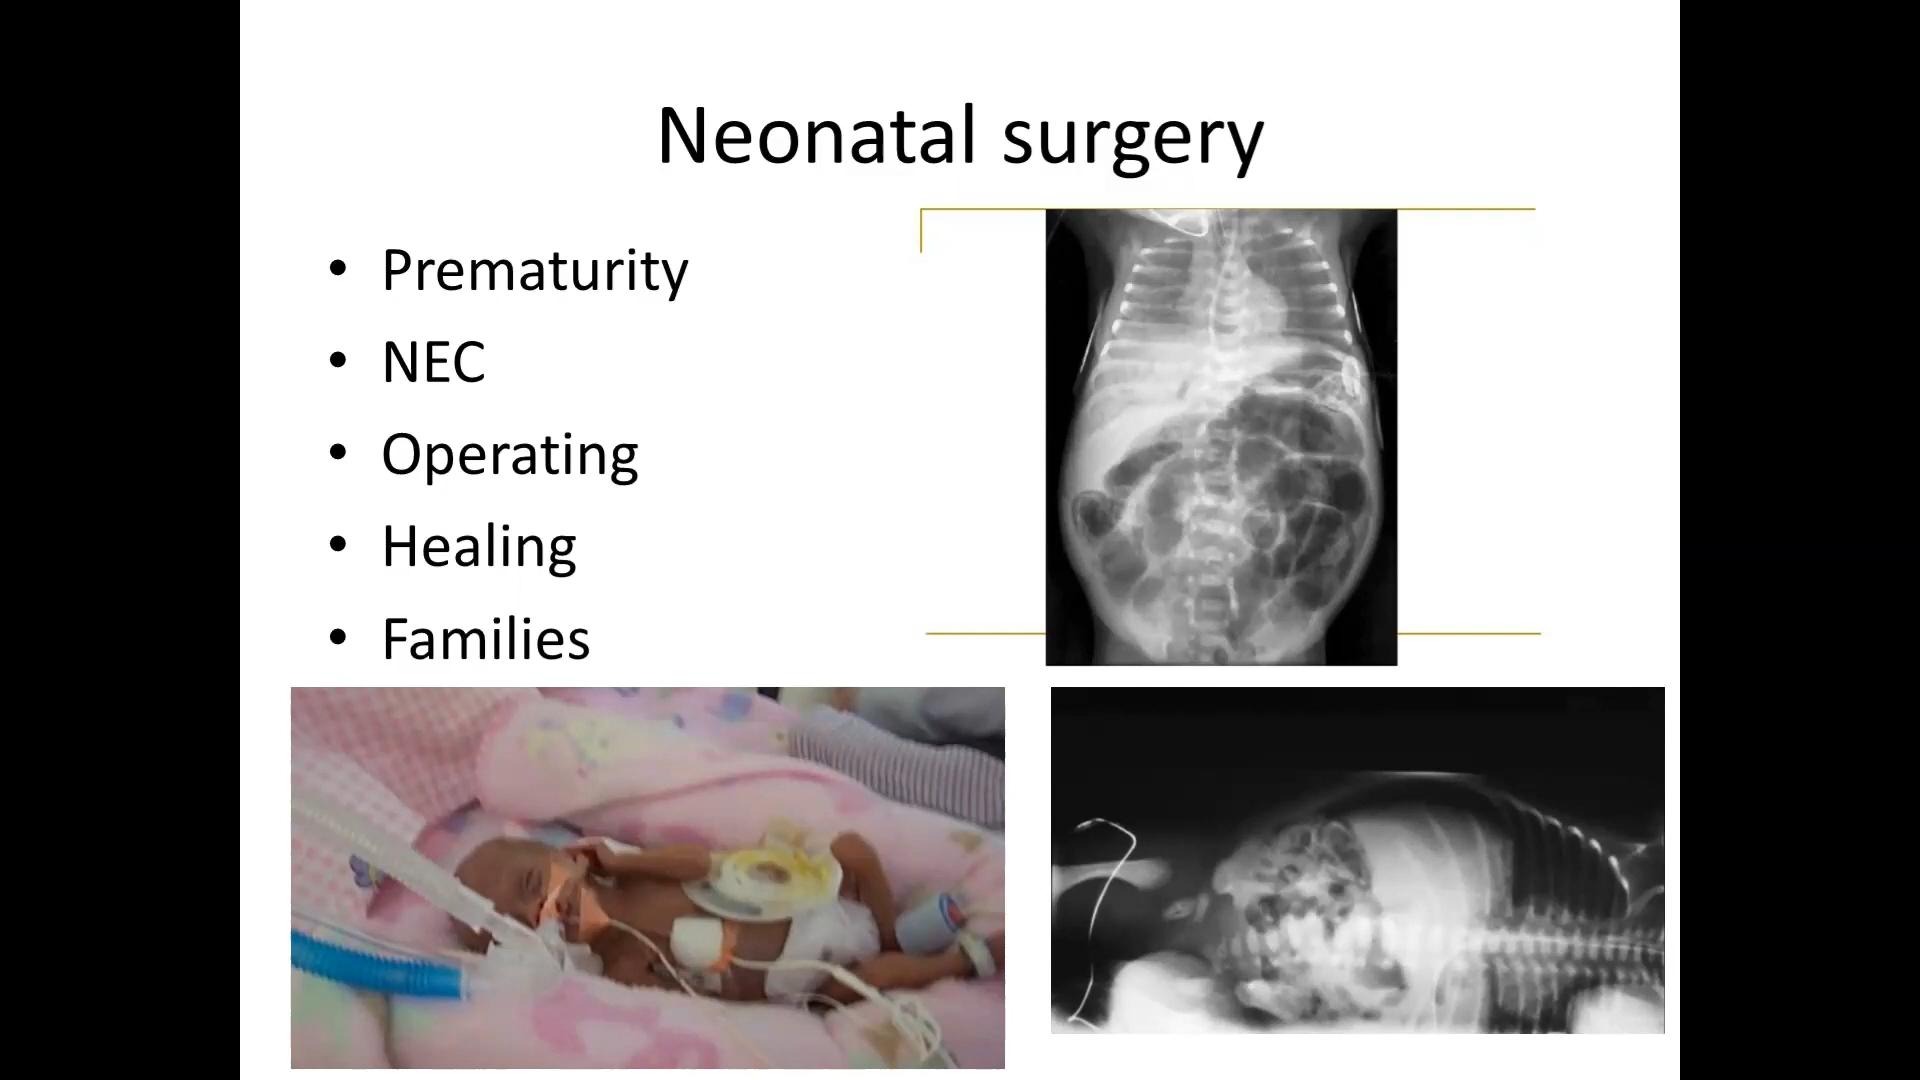 Neonatal surgery
• Prematurity
• NEC
• Operating
• Healing
• Families